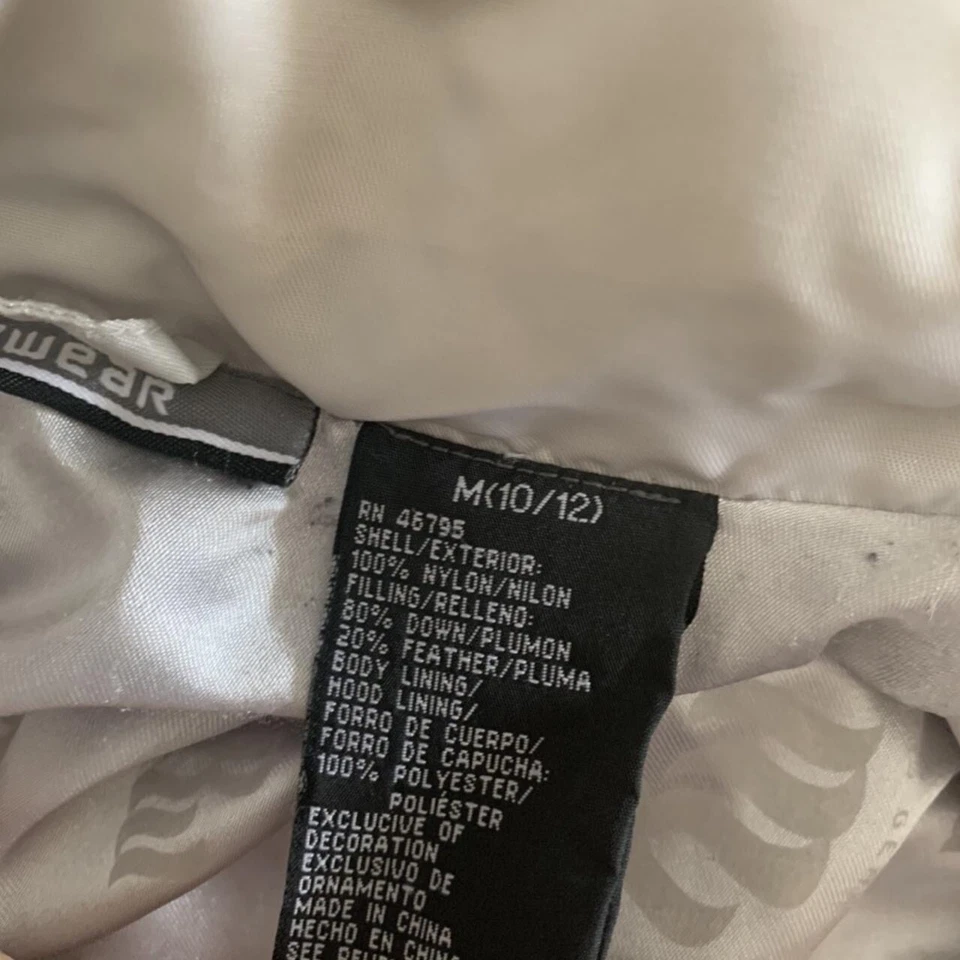 wear
M(10/12)
RN 46795
SHELL/EXTERIOR:
100% NYLON/NILON
FILLING/RELLENO:
80% DOWN/PLUMON
20% FEATHER/PLUMA
BODY LINING/
HOOD LINING/
FORRO DE CUERPO/
FORRO DE CAPUCHA:
100% POLYESTER/
POLIÉSTER
EXCLUCIVE OF
DECORATION
EXCLUSIVO DE
ORNAMENTO
MADE IN CHINA
HECHO EN CHINA
SEE